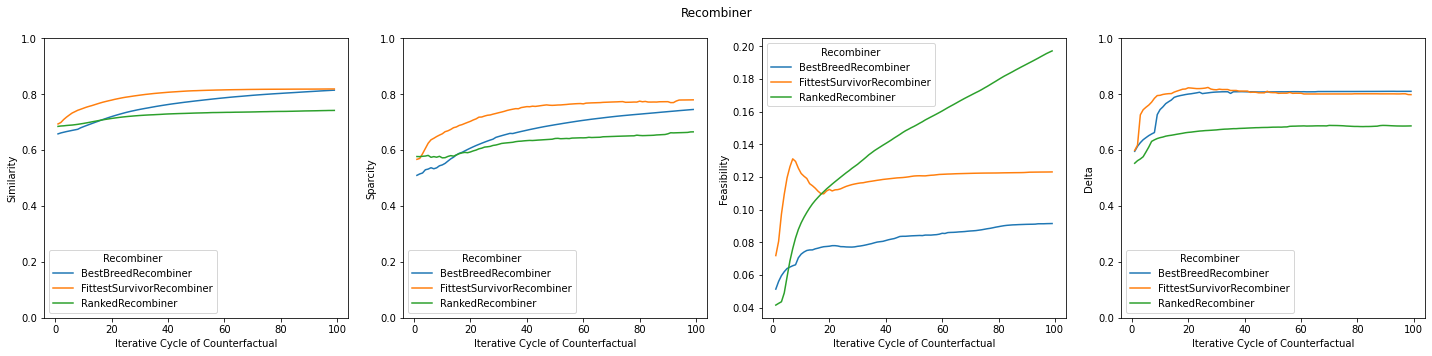 Recombiner
Similarity
1.0
0.8
0.6
0.4
0.2
0.0
Recombiner
BestBreedRecombiner
FittestSurvivorRecombiner
RankedRecombiner
0 20 40 60 80 100
Iterative Cycle of Counterfactual
Sparcity
1.0
0.8
0.6
0.4
0.2
0.0
Recombiner
BestBreedRecombiner
FittestSurvivorRecombiner
RankedRecombiner
0 20 40 60 80 100
Iterative Cycle of Counterfactual
Feasibility
0.20
0.18
0.16
0.14
0.12
0.10
0.08
0.06
0.04
Recombiner
BestBreedRecombiner
FittestSurvivorRecombiner
RankedRecombiner
0 20 40 60 80 100
Iterative Cycle of Counterfactual
Delta
1.0
0.8
0.6
0.4
0.2
0.0
Recombiner
BestBreedRecombiner
FittestSurvivorRecombiner
RankedRecombiner
0 20 40 60 80 100
Iterative Cycle of Counterfactual